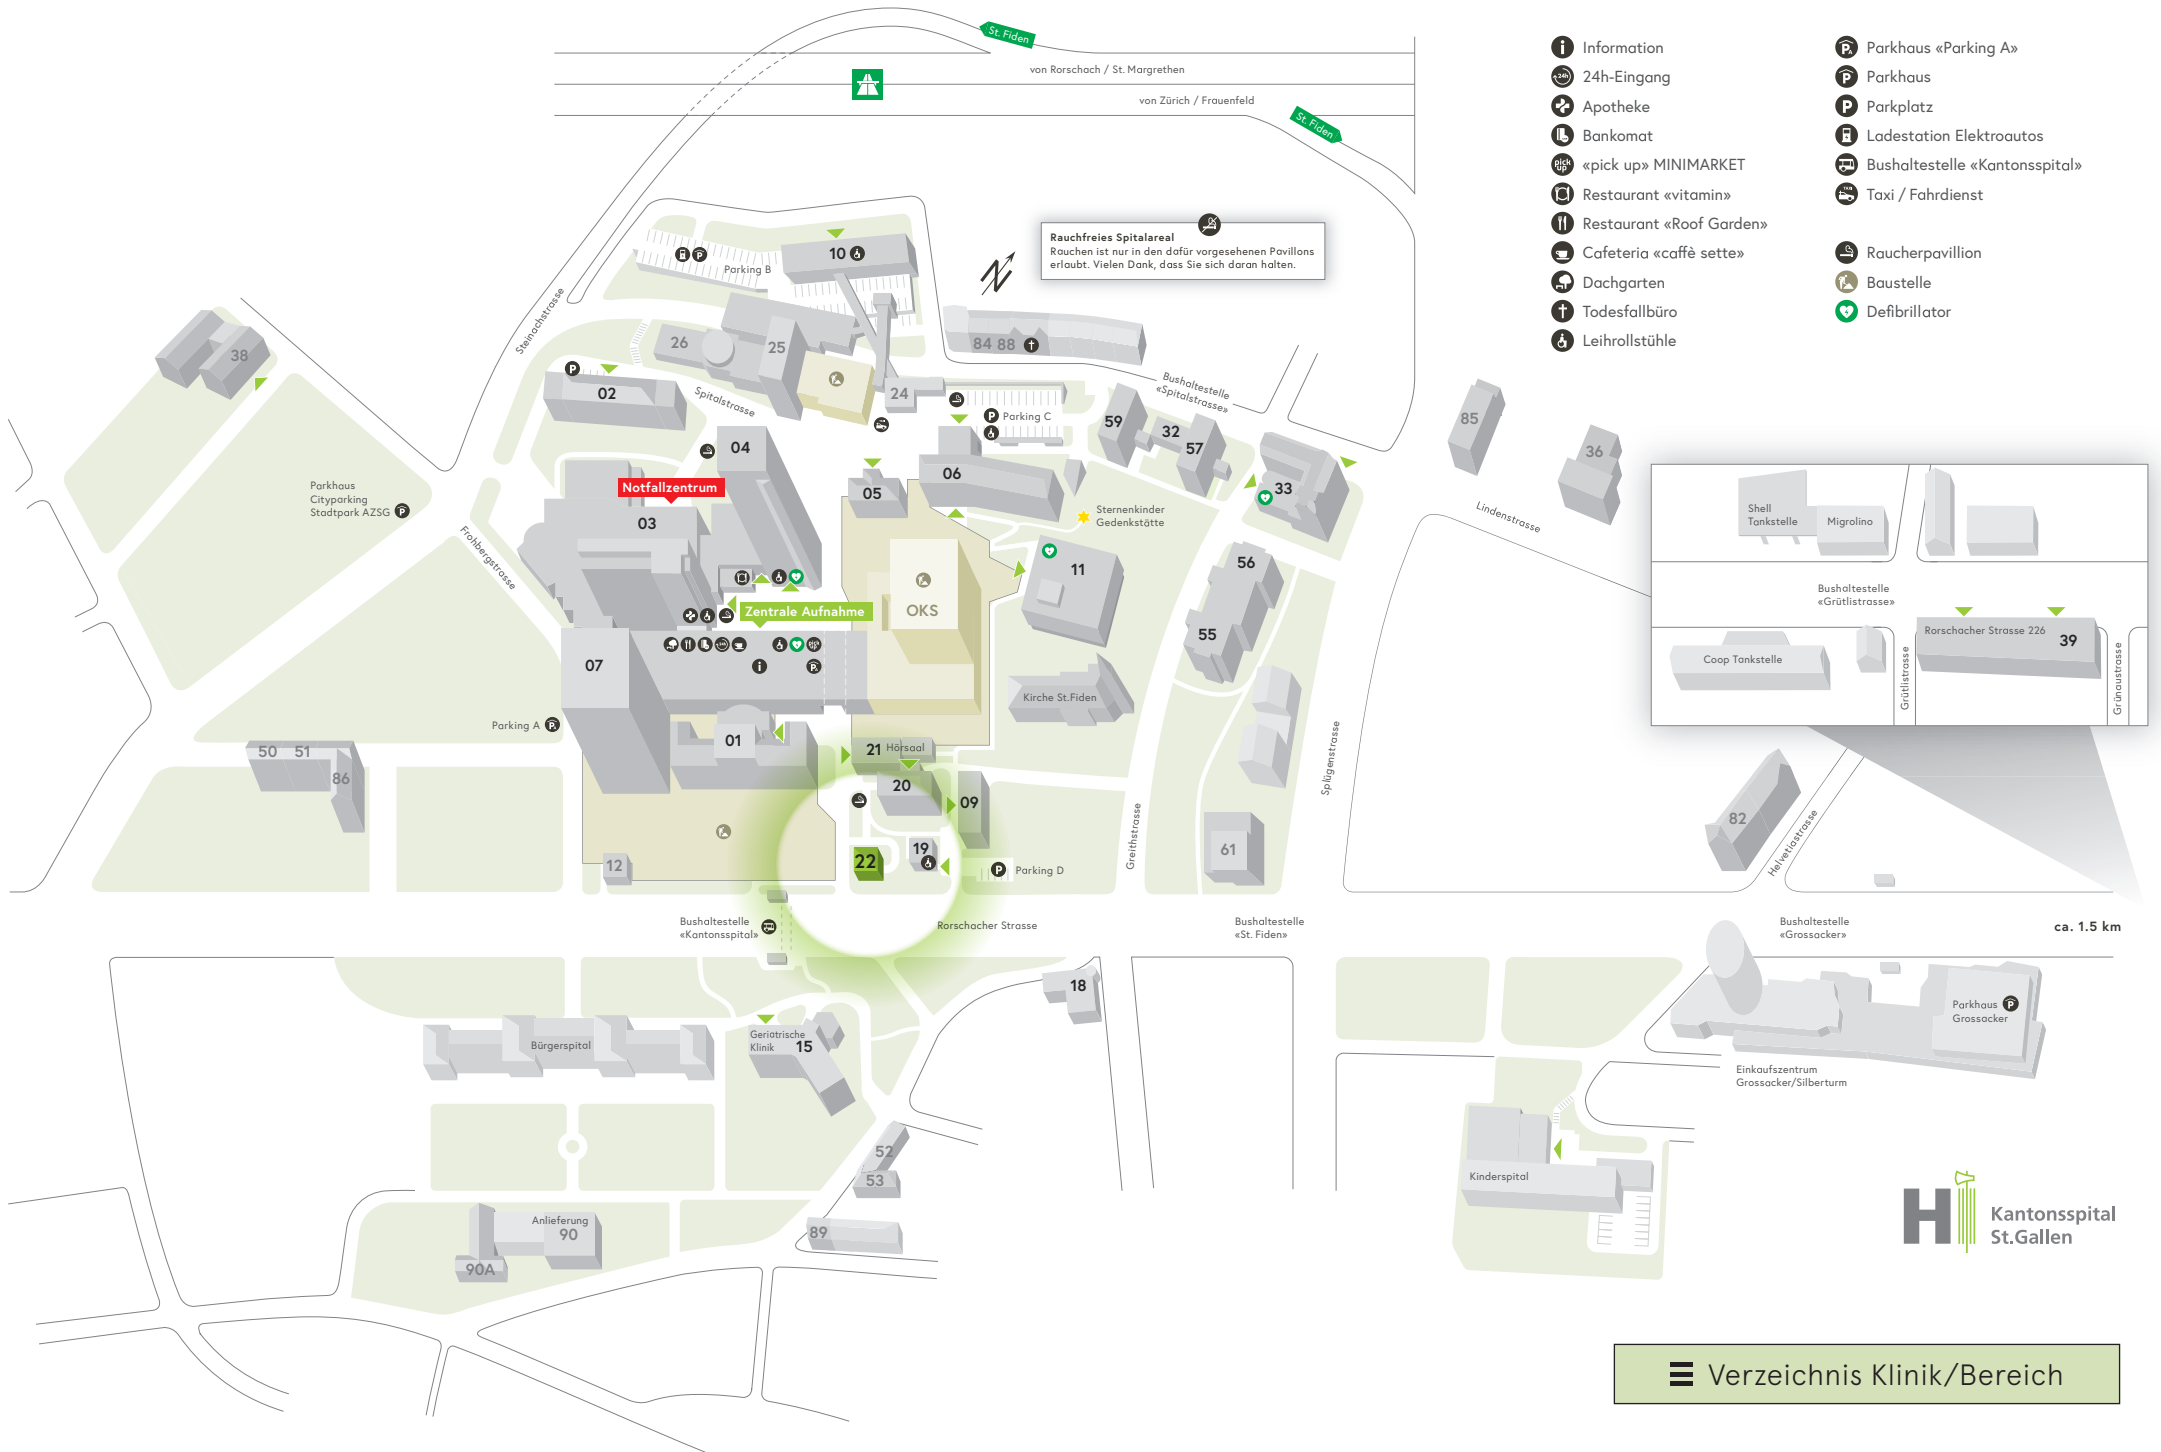 St. Fiden
von Rorschach / St. Margrethen
von Zürich / Frauenfeld
St. Fiden
Information
24h-Eingang
Apotheke
Bankomat
«pick up» MINIMARKET
Restaurant «vitamin»
Restaurant «Roof Garden»
Cafeteria «caffè sette»
Dachgarten
Todesfallbüro
Leihrollstühle
Parkhaus «Parking A»
Parkhaus
Parkplatz
Ladestation Elektroautos
Bushaltestelle «Kantonsspital»
Taxi / Fahrdienst
Raucherpavillion
Baustelle
Defibrillator
Rauchfreies Spitalareal
Rauchen ist nur in den dafür vorgesehenen Pavillons
erlaubt. Vielen Dank, dass Sie sich daran halten.
N
10
Parking B
Steinachstrasse
38
26
25
84 88
02
Spitalstrasse
24
Bushaltestelle
«Spitalstrasse»
Parking C
59
32
57
85
36
04
06
05
33
Notfallzentrum
03
Parkhaus
Cityparking
Stadtpark AZSG
Frohbergstrasse
Sternenkinder
Gedenkstätte
Lindenstrasse
11
56
55
OKS
Zentrale Aufnahme
07
Kirche St.Fiden
Shell
Tankstelle
Migrolino
Bushaltestelle
«Grütlistrasse»
Rorschacher Strasse 226
39
Coop Tankstelle
Grütlistrasse
Grünaustrasse
Parking A
01
21 Hörsaal
20
09
50 51
86
Splügenstrasse
Greithstrasse
82
Helvetiastrasse
12
22
19
Parking D
61
Bushaltestelle
«Kantonsspital»
Rorschacher Strasse
Bushaltestelle
«St. Fiden»
Bushaltestelle
«Grossacker»
ca. 1.5 km
18
Parkhaus
Grossacker
Bürgerspital
Geriatrische
Klinik
15
Einkaufszentrum
Grossacker/Silberturm
52
53
Kinderspital
89
Anlieferung
90
90A
Kantonsspital
St.Gallen
Verzeichnis Klinik/Bereich